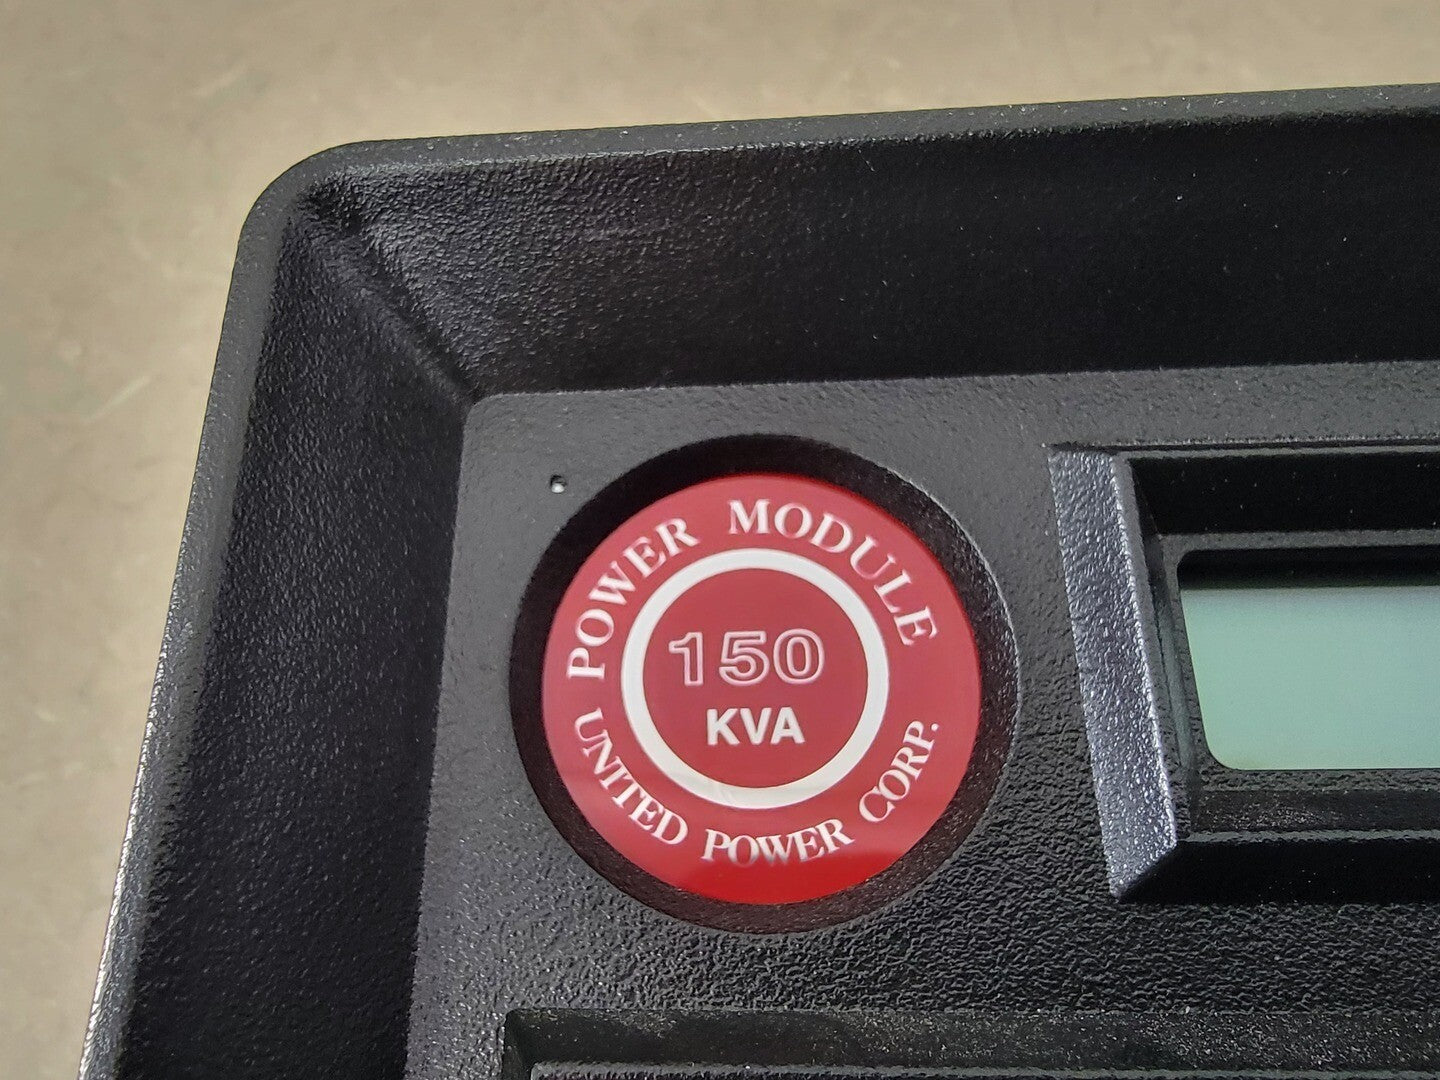 POWER MODULE
150
KVA
UNITED POWER CORP.